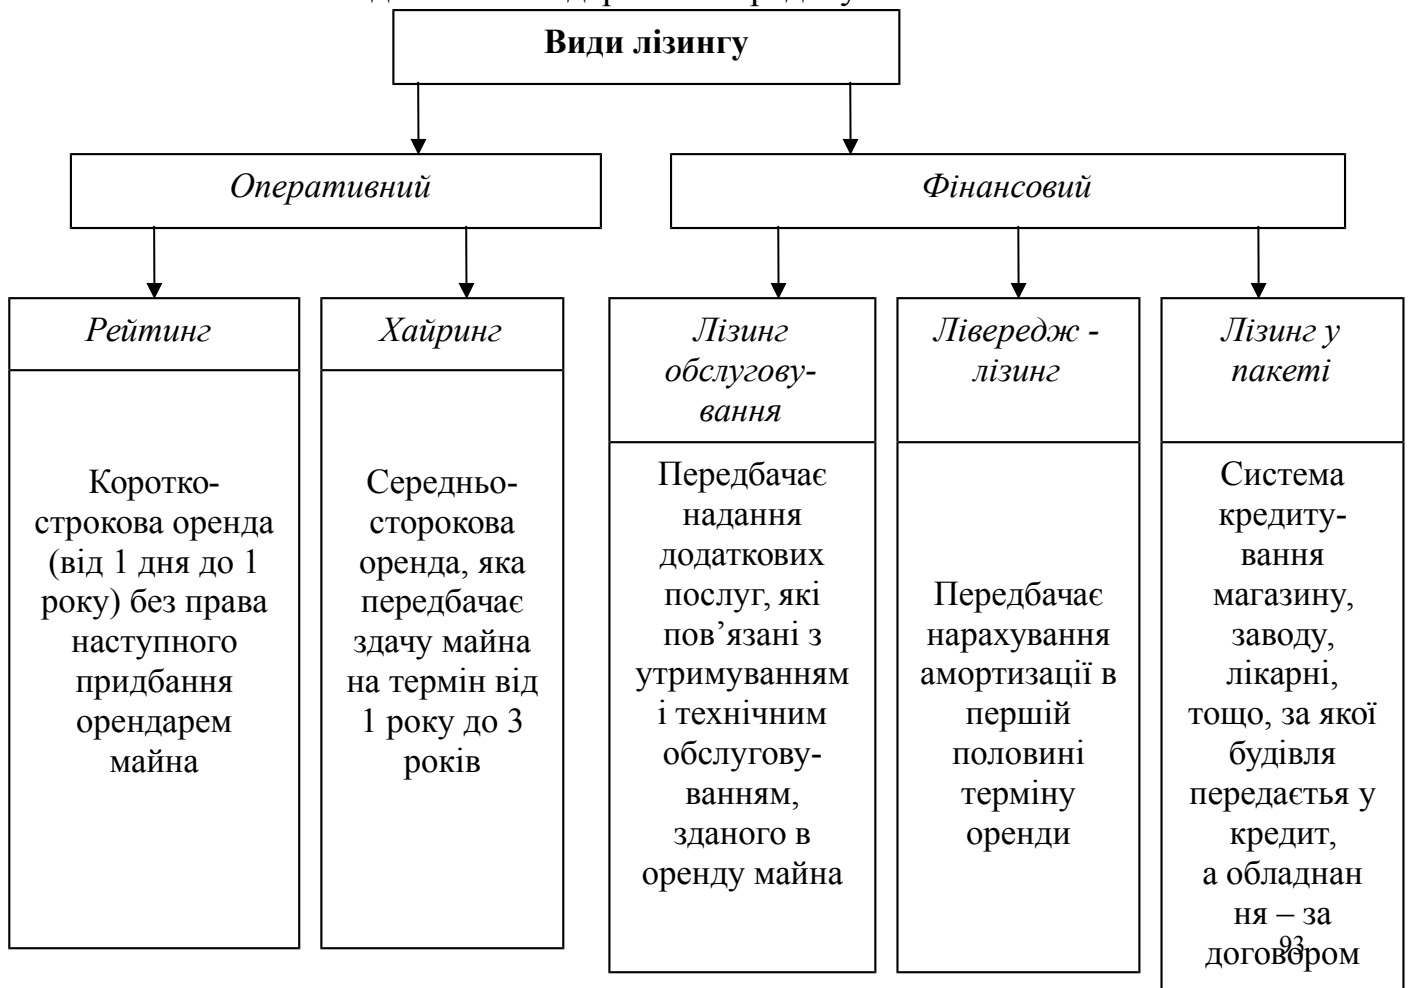 Види лізингу
Оперативний
Фінансовий
Рейтинг
Коротко-
строкова оренда
(від 1 дня до 1
року) без права
наступного
придбання
орендарем
майна
Хайринг
Середньо-
сторокова
оренда, яка
передбачає
здачу майна
на термін від
1 року до 3
років
Лізинг
обслугову-
вання
Передбачає
надання
додаткових
послуг, які
пов’язані з
утримуванням
і технічним
обслугову-
ванням,
зданого в
оренду майна
Лівередж -
лізинг
Передбачає
нарахування
амортизації в
першій
половині
терміну
оренди
Лізинг у
пакеті
Система
кредиту-
вання
магазину,
заводу,
лікарні,
тощо, за якої
будівля
передаєтья у
кредит,
а обладнан
ня – за
договором
93